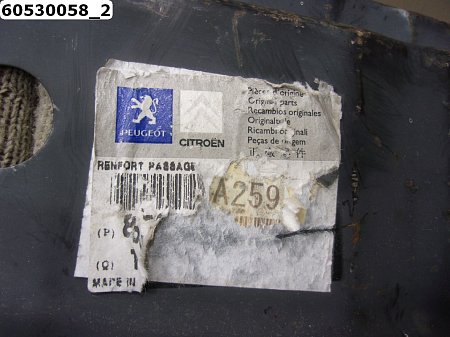 60530058_2
Pièces d'origine
Original parts
Recambios originales
Ricambi originali
Peças de origem
PEUGEOT
CITROËN
RENFORT PASSAGE
A259
(P)
(Q) 1
MADE IN